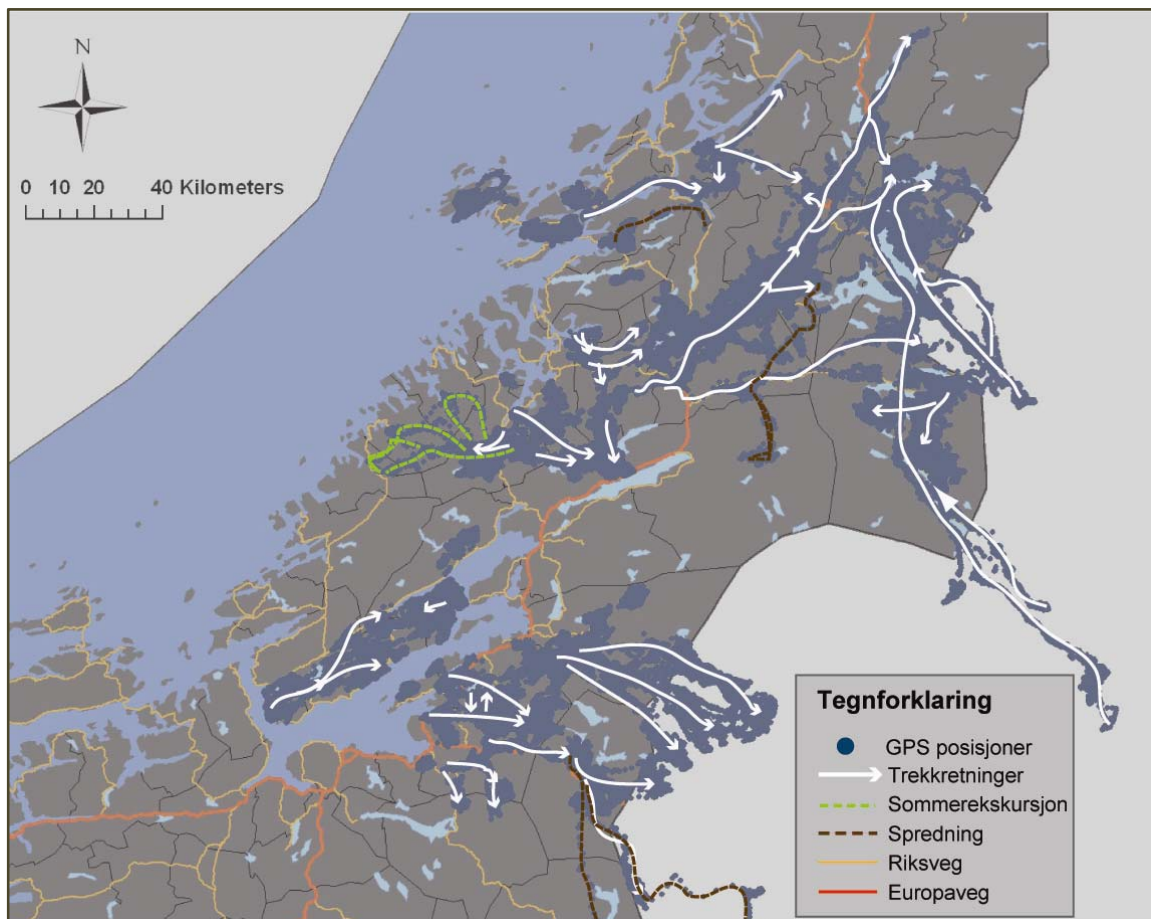 N
0 10 20 40 Kilometers
Tegnforklaring
GPS posisjoner
Trekkretninger
Sommerekskursjon
Spredning
Riksveg
Europaveg